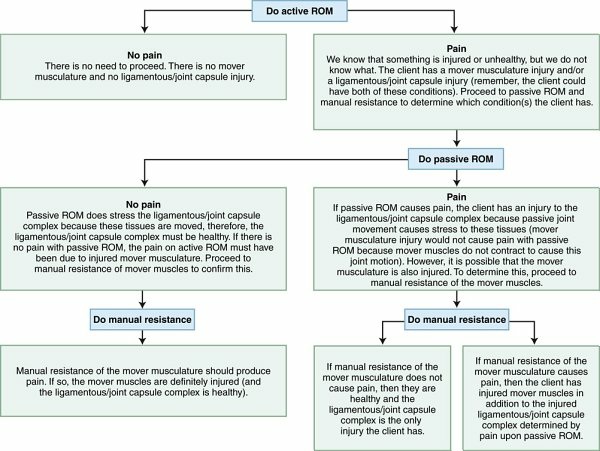 Do active ROM
No pain
There is no need to proceed. There is no mover
musculature and no ligamentous/joint capsule injury.
Pain
We know that something is injured or unhealthy, but we do not
know what. The client has a mover musculature injury and/or
a ligamentous/joint capsule injury (remember, the client could
have both of these conditions). Proceed to passive ROM and
manual resistance to determine which condition(s) the client has.
Do passive ROM
No pain
Passive ROM does stress the ligamentous/joint capsule
complex because these tissues are moved, therefore, the
ligamentous/joint capsule complex must be healthy. If there is
no pain with passive ROM, the pain on active ROM must have
been due to injured mover musculature. Proceed to
manual resistance of mover muscles to confirm this.
Pain
If passive ROM causes pain, the client has an injury to the
ligamentous/joint capsule complex because passive joint
movement causes stress to these tissues (mover
musculature injury would not cause pain with passive
ROM because mover muscles do not contract to cause this
joint motion). However, it is possible that the mover
musculature is also injured. To determine this, proceed to
manual resistance of the mover muscles.
Do manual resistance
Do manual resistance
Manual resistance of the mover musculature should produce
pain. If so, the mover muscles are definitely injured (and
the ligamentous/joint capsule complex is healthy).
If manual resistance of the
mover musculature does not
cause pain, then they are
healthy and the
ligamentous/joint capsule
complex is the only
injury the client has.
If manual resistance of the
mover musculature causes
pain, then the client has
injured mover muscles in
addition to the injured
ligamentous/joint capsule
complex determined by
pain upon passive ROM.